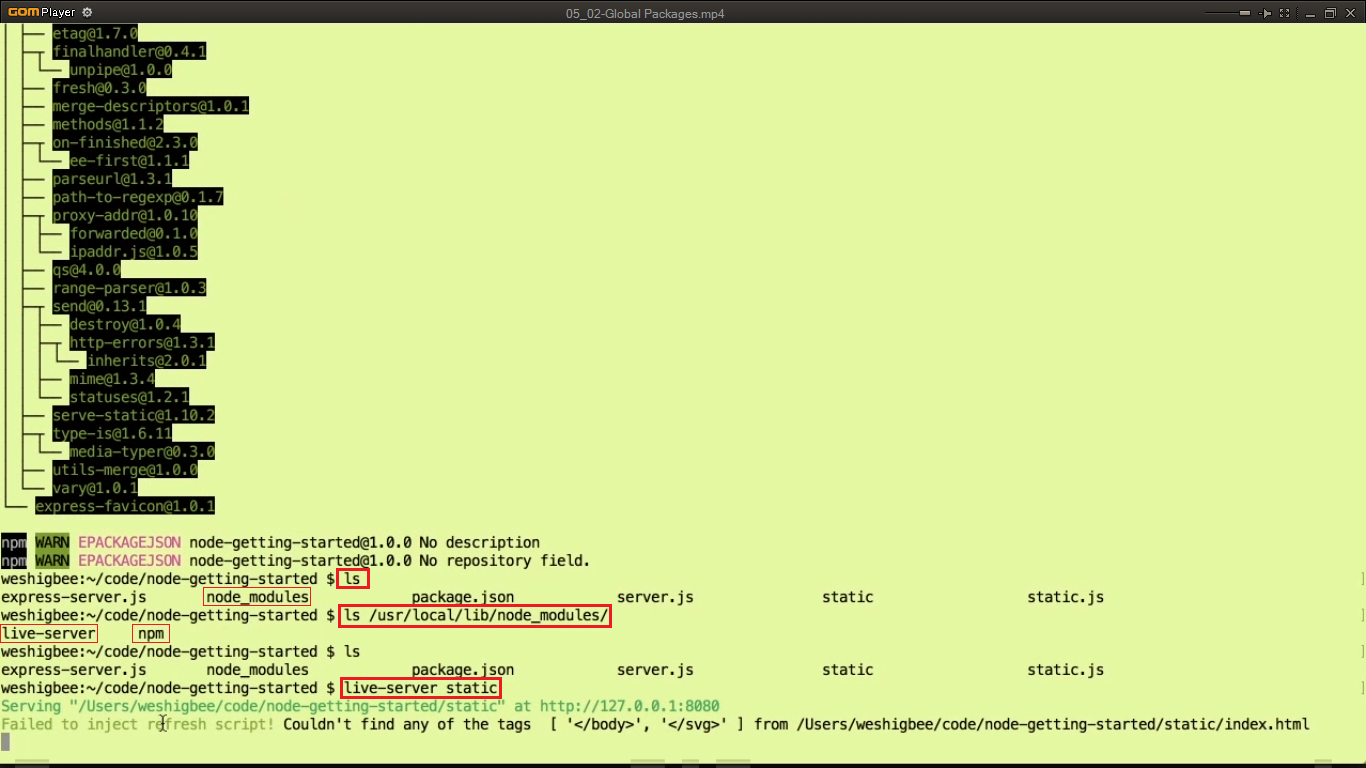 GOM Player
05_02-Global Packages.mp4
├── etag@1.7.0
├─┬ finalhandler@0.4.1
│ └── unpipe@1.0.0
├── fresh@0.3.0
├── merge-descriptors@1.0.1
├── methods@1.1.2
├─┬ on-finished@2.3.0
│ └── ee-first@1.1.1
├── parseurl@1.3.1
├── path-to-regexp@0.1.7
├─┬ proxy-addr@1.0.10
│ ├── forwarded@0.1.0
│ └── ipaddr.js@1.0.5
├── qs@4.0.0
├── range-parser@1.0.3
├─┬ send@0.13.1
│ ├── destroy@1.0.4
│ ├─┬ http-errors@1.3.1
│ │ └── inherits@2.0.1
│ ├── mime@1.3.4
│ └── statuses@1.2.1
├── serve-static@1.10.2
├─┬ type-is@1.6.11
│ └── media-typer@0.3.0
├── utils-merge@1.0.0
└── vary@1.0.1
└── express-favicon@1.0.1
npm WARN EPACKAGEJSON node-getting-started@1.0.0 No description
npm WARN EPACKAGEJSON node-getting-started@1.0.0 No repository field.
weshigbee:~/code/node-getting-started $ ls
express-server.js node_modules package.json server.js static static.js
weshigbee:~/code/node-getting-started $ ls /usr/local/lib/node_modules/
live-server npm
weshigbee:~/code/node-getting-started $ ls
express-server.js node_modules package.json server.js static static.js
weshigbee:~/code/node-getting-started $ live-server static
Serving "/Users/weshigbee/code/node-getting-started/static" at http://127.0.0.1:8080
Failed to inject refresh script! Couldn't find any of the tags [ '</body>', '</svg>' ] from /Users/weshigbee/code/node-getting-started/static/index.html